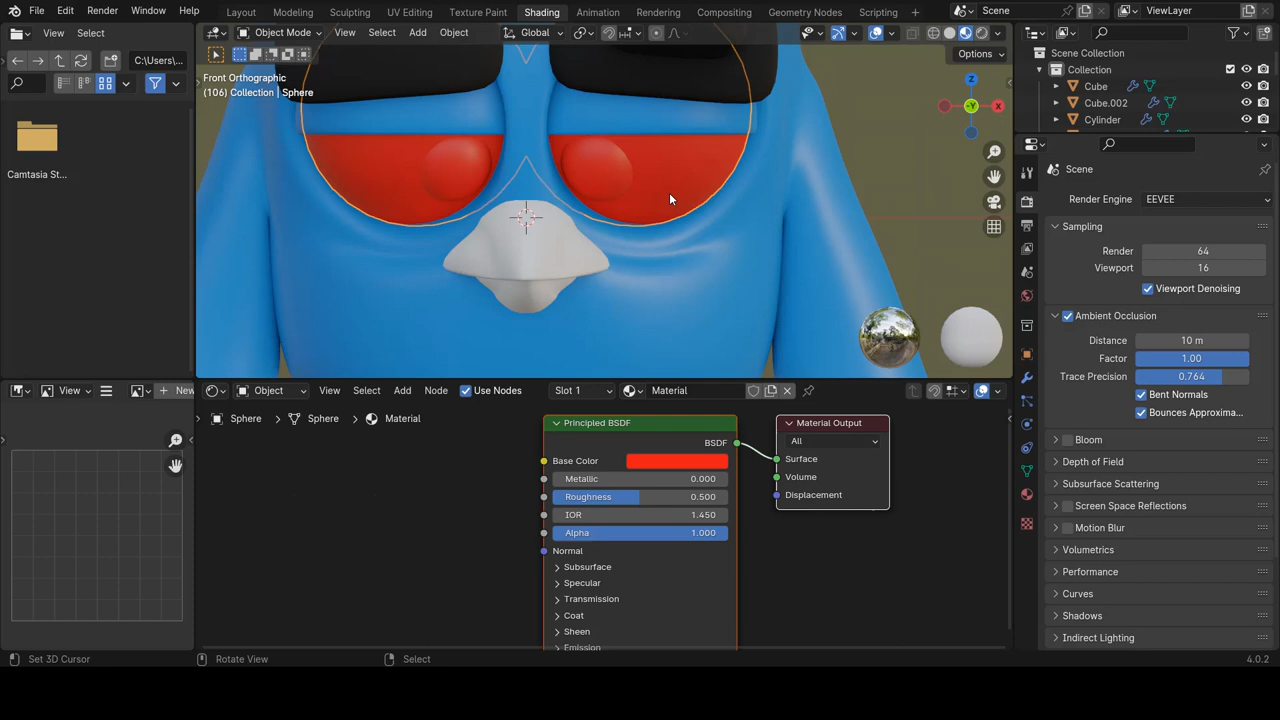 File Edit Render Window Help
Layout Modeling Sculpting UV Editing Texture Paint Shading Animation Rendering Compositing Geometry Nodes Scripting
Scene
ViewLayer
View Select
Object Mode View Select Add Object Global
Options
C:\Users\...
Front Orthographic
(106) Collection | Sphere
Camtasia St...
Z
X
-Y
Scene Collection
Collection
Cube
Cube.002
Cylinder
Scene
Render Engine EEVEE
Sampling
Render 64
Viewport 16
Viewport Denoising
Ambient Occlusion
Distance 10 m
Factor 1.00
Trace Precision 0.764
Bent Normals
Bounces Approxima...
Bloom
Depth of Field
Subsurface Scattering
Screen Space Reflections
Motion Blur
Volumetrics
Performance
Curves
Shadows
Indirect Lighting
View
New
Object View Select Add Node Use Nodes Slot 1 Material
Sphere Sphere Material
Principled BSDF
BSDF
Base Color
Metallic 0.000
Roughness 0.500
IOR 1.450
Alpha 1.000
Normal
Subsurface
Specular
Transmission
Coat
Sheen
Emission
Material Output
All
Surface
Volume
Displacement
Set 3D Cursor Rotate View Select 4.0.2